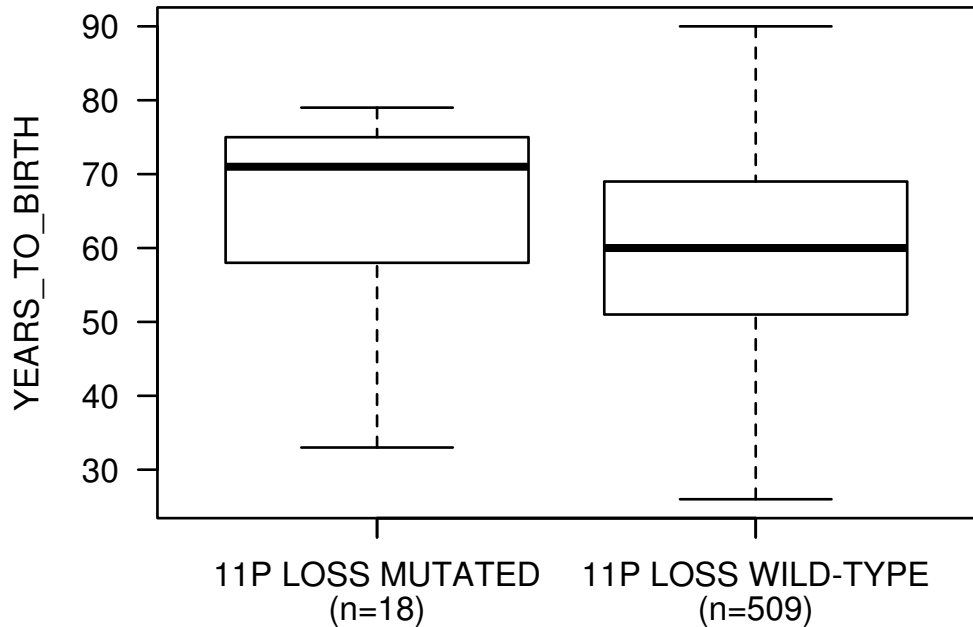 YEARS_TO_BIRTH
90
80
70
60
50
40
30
11P LOSS MUTATED
(n=18)
11P LOSS WILD-TYPE
(n=509)